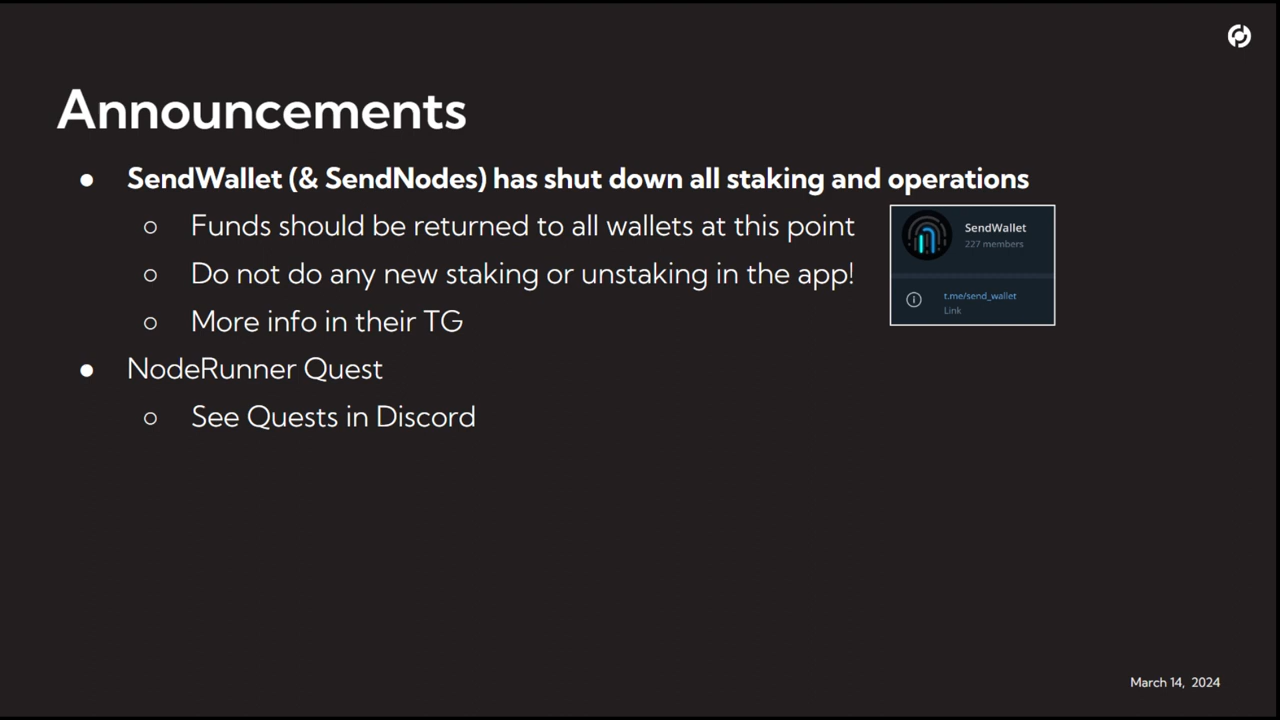 Announcements
● SendWallet (& SendNodes) has shut down all staking and operations
○ Funds should be returned to all wallets at this point
○ Do not do any new staking or unstaking in the app!
○ More info in their TG
SendWallet
227 members
t.me/send_wallet
Link
● NodeRunner Quest
○ See Quests in Discord
March 14, 2024